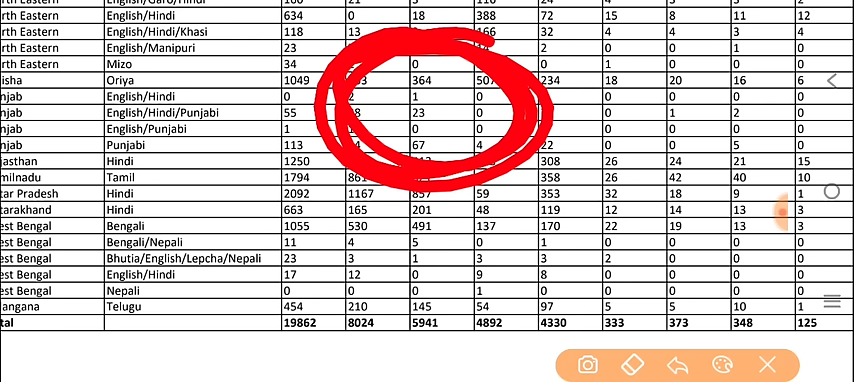 rth Eastern English/Hindi 634 0 18 388 72 15 8 11 12
rth Eastern English/Hindi/Khasi 118 13 166 32 4 4 3 4
rth Eastern English/Manipuri 23 2 0 0 1 0
rth Eastern Mizo 34 0 0 0 1 0 0 0
isha Oriya 1049 364 507 234 18 20 16 6
njab English/Hindi 0 2 1 0 0 0 0 0 0
njab English/Hindi/Punjabi 55 8 23 0 0 0 1 2 0
njab English/Punjabi 1 0 0 0 0 0 0 0
njab Punjabi 113 4 67 4 22 0 0 5 0
jasthan Hindi 1250 308 26 24 21 15
milnadu Tamil 1794 358 26 42 40 10
tar Pradesh Hindi 2092 1167 857 59 353 32 18 9 1
tarakhand Hindi 663 165 201 48 119 12 14 13 3
est Bengal Bengali 1055 530 491 137 170 22 19 13 3
est Bengal Bengali/Nepali 11 4 5 0 1 0 0 0 0
est Bengal Bhutia/English/Lepcha/Nepali 23 3 1 3 3 2 0 0 0
est Bengal English/Hindi 17 12 0 9 8 0 0 0 0
est Bengal Nepali 0 0 0 1 0 0 0 0 0
angana Telugu 454 210 145 54 97 5 5 10 1
tal 19862 8024 5941 4892 4330 333 373 348 125